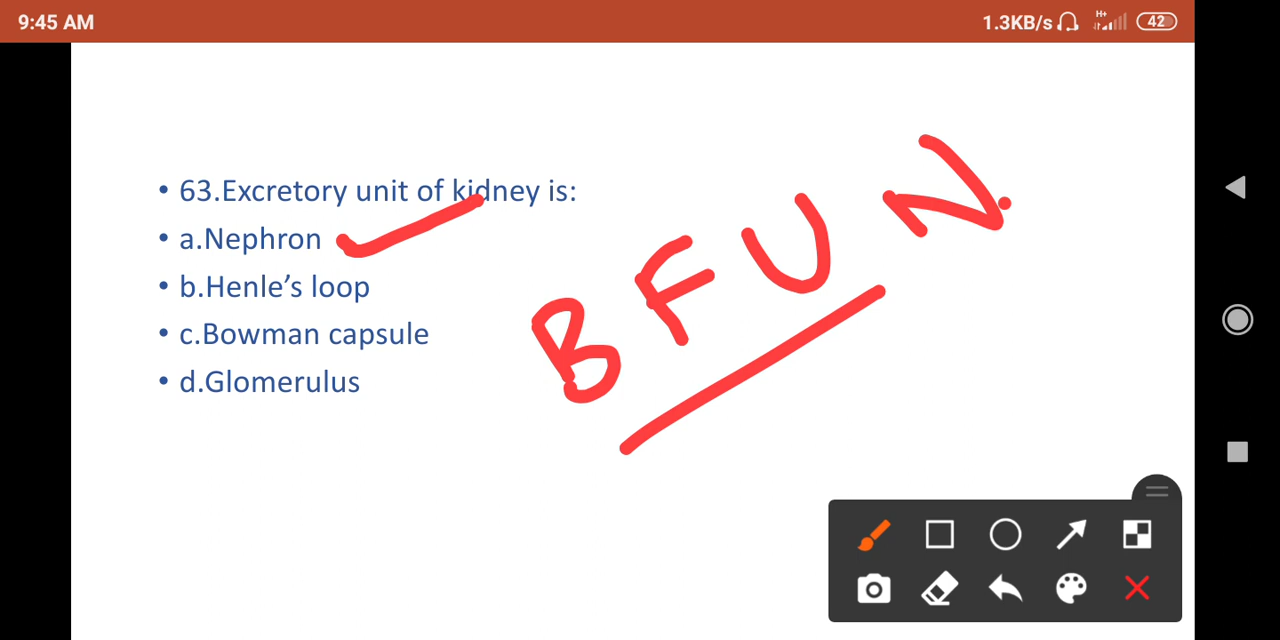 9:45 AM
1.3KB/s H+ 42
• 63.Excretory unit of kidney is:
• a.Nephron
• b.Henle’s loop
• c.Bowman capsule
• d.Glomerulus
BFUN